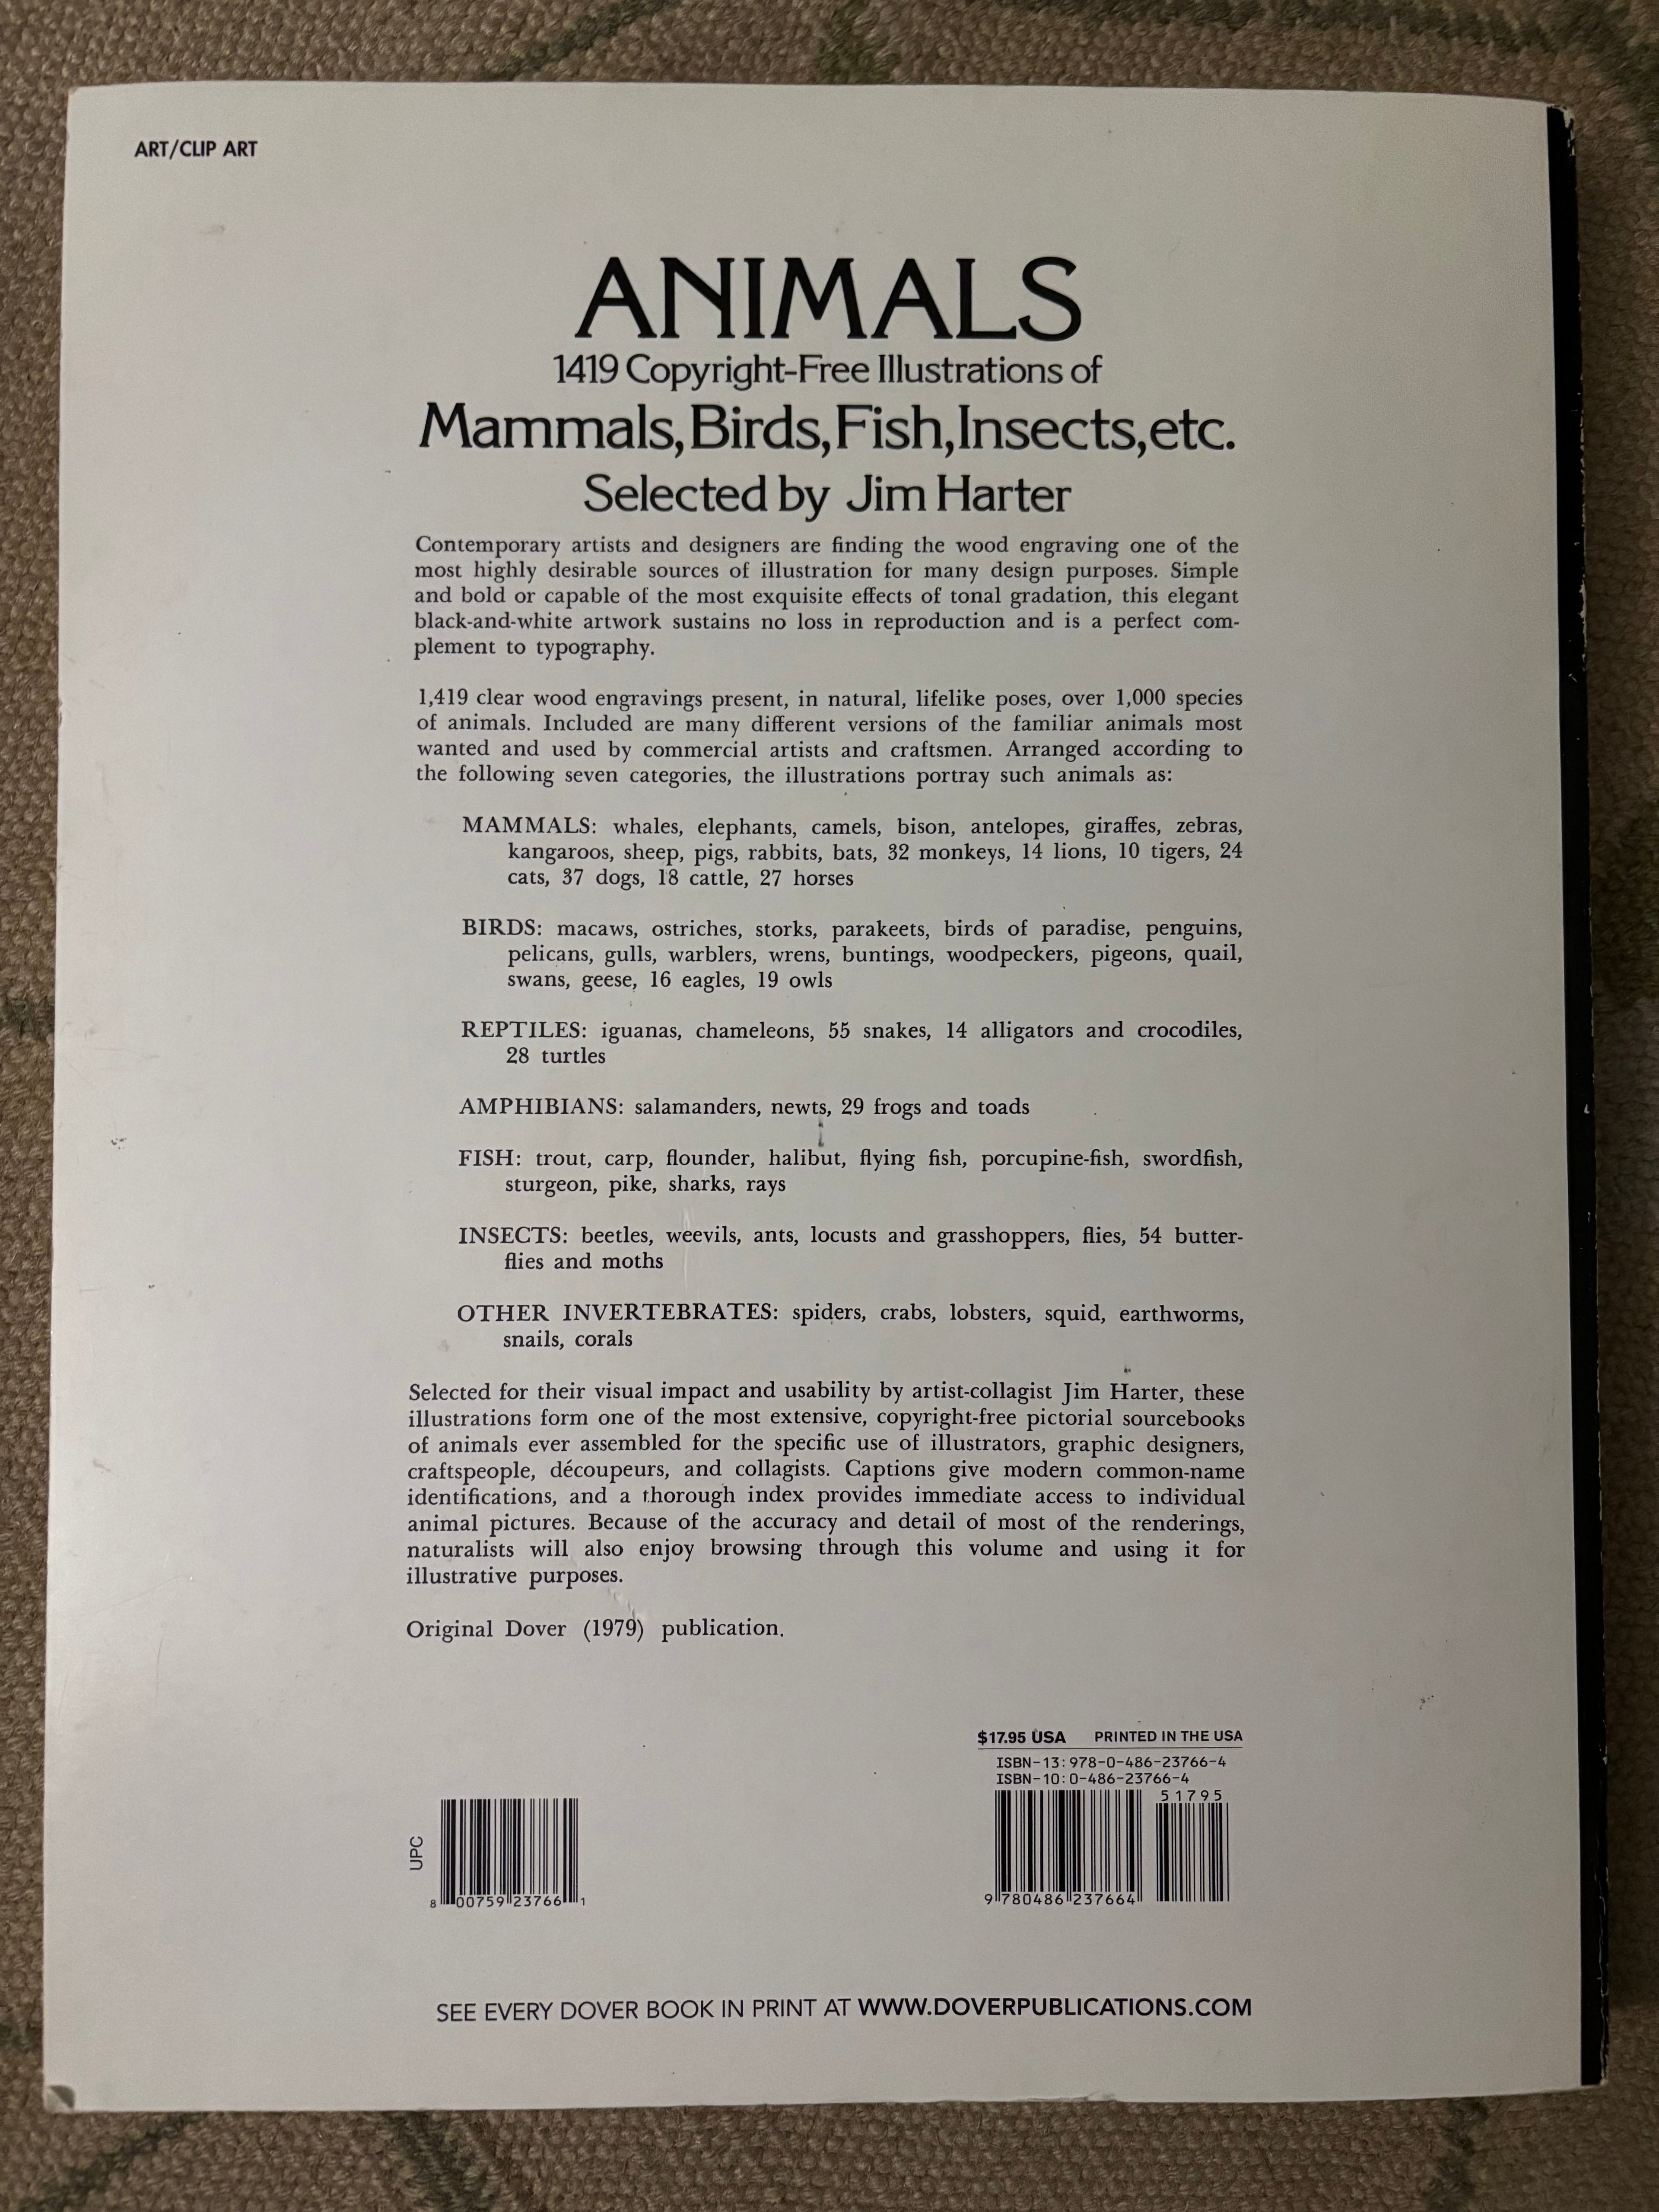 ART/CLIP ART
ANIMALS
1419 Copyright-Free Illustrations of
Mammals, Birds, Fish, Insects, etc.
Selected by Jim Harter
Contemporary artists and designers are finding the wood engraving one of the
most highly desirable sources of illustration for many design purposes. Simple
and bold or capable of the most exquisite effects of tonal gradation, this elegant
black-and-white artwork sustains no loss in reproduction and is a perfect com-
plement to typography.
1,419 clear wood engravings present, in natural, lifelike poses, over 1,000 species
of animals. Included are many different versions of the familiar animals most
wanted and used by commercial artists and craftsmen. Arranged according to
the following seven categories, the illustrations portray such animals as:
MAMMALS: whales, elephants, camels, bison, antelopes, giraffes, zebras,
kangaroos, sheep, pigs, rabbits, bats, 32 monkeys, 14 lions, 10 tigers, 24
cats, 37 dogs, 18 cattle, 27 horses
BIRDS: macaws, ostriches, storks, parakeets, birds of paradise, penguins,
pelicans, gulls, warblers, wrens, buntings, woodpeckers, pigeons, quail,
swans, geese, 16 eagles, 19 owls
REPTILES: iguanas, chameleons, 55 snakes, 14 alligators and crocodiles,
28 turtles
AMPHIBIANS: salamanders, newts, 29 frogs and toads
FISH: trout, carp, flounder, halibut, flying fish, porcupine-fish, swordfish,
sturgeon, pike, sharks, rays
INSECTS: beetles, weevils, ants, locusts and grasshoppers, flies, 54 butter-
flies and moths
OTHER INVERTEBRATES: spiders, crabs, lobsters, squid, earthworms,
snails, corals
Selected for their visual impact and usability by artist-collagist Jim Harter, these
illustrations form one of the most extensive, copyright-free pictorial sourcebooks
of animals ever assembled for the specific use of illustrators, graphic designers,
craftspeople, découpeurs, and collagists. Captions give modern common-name
identifications, and a thorough index provides immediate access to individual
animal pictures. Because of the accuracy and detail of most of the renderings,
naturalists will also enjoy browsing through this volume and using it for
illustrative purposes.
Original Dover (1979) publication.
$17.95 USA PRINTED IN THE USA
ISBN-13: 978-0-486-23766-4
ISBN-10: 0-486-23766-4
51795
9 780486 237664
UPC
8 00759 23766 1
SEE EVERY DOVER BOOK IN PRINT AT WWW.DOVERPUBLICATIONS.COM